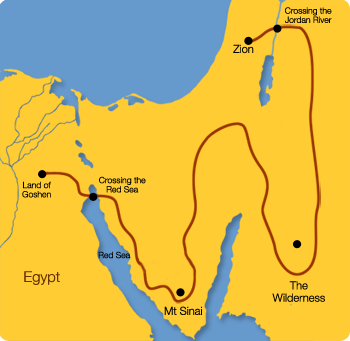 Crossing the
Jordan River
Zion
Land of
Goshen
Crossing the
Red Sea
Red Sea
Egypt
Mt Sinai
The
Wilderness